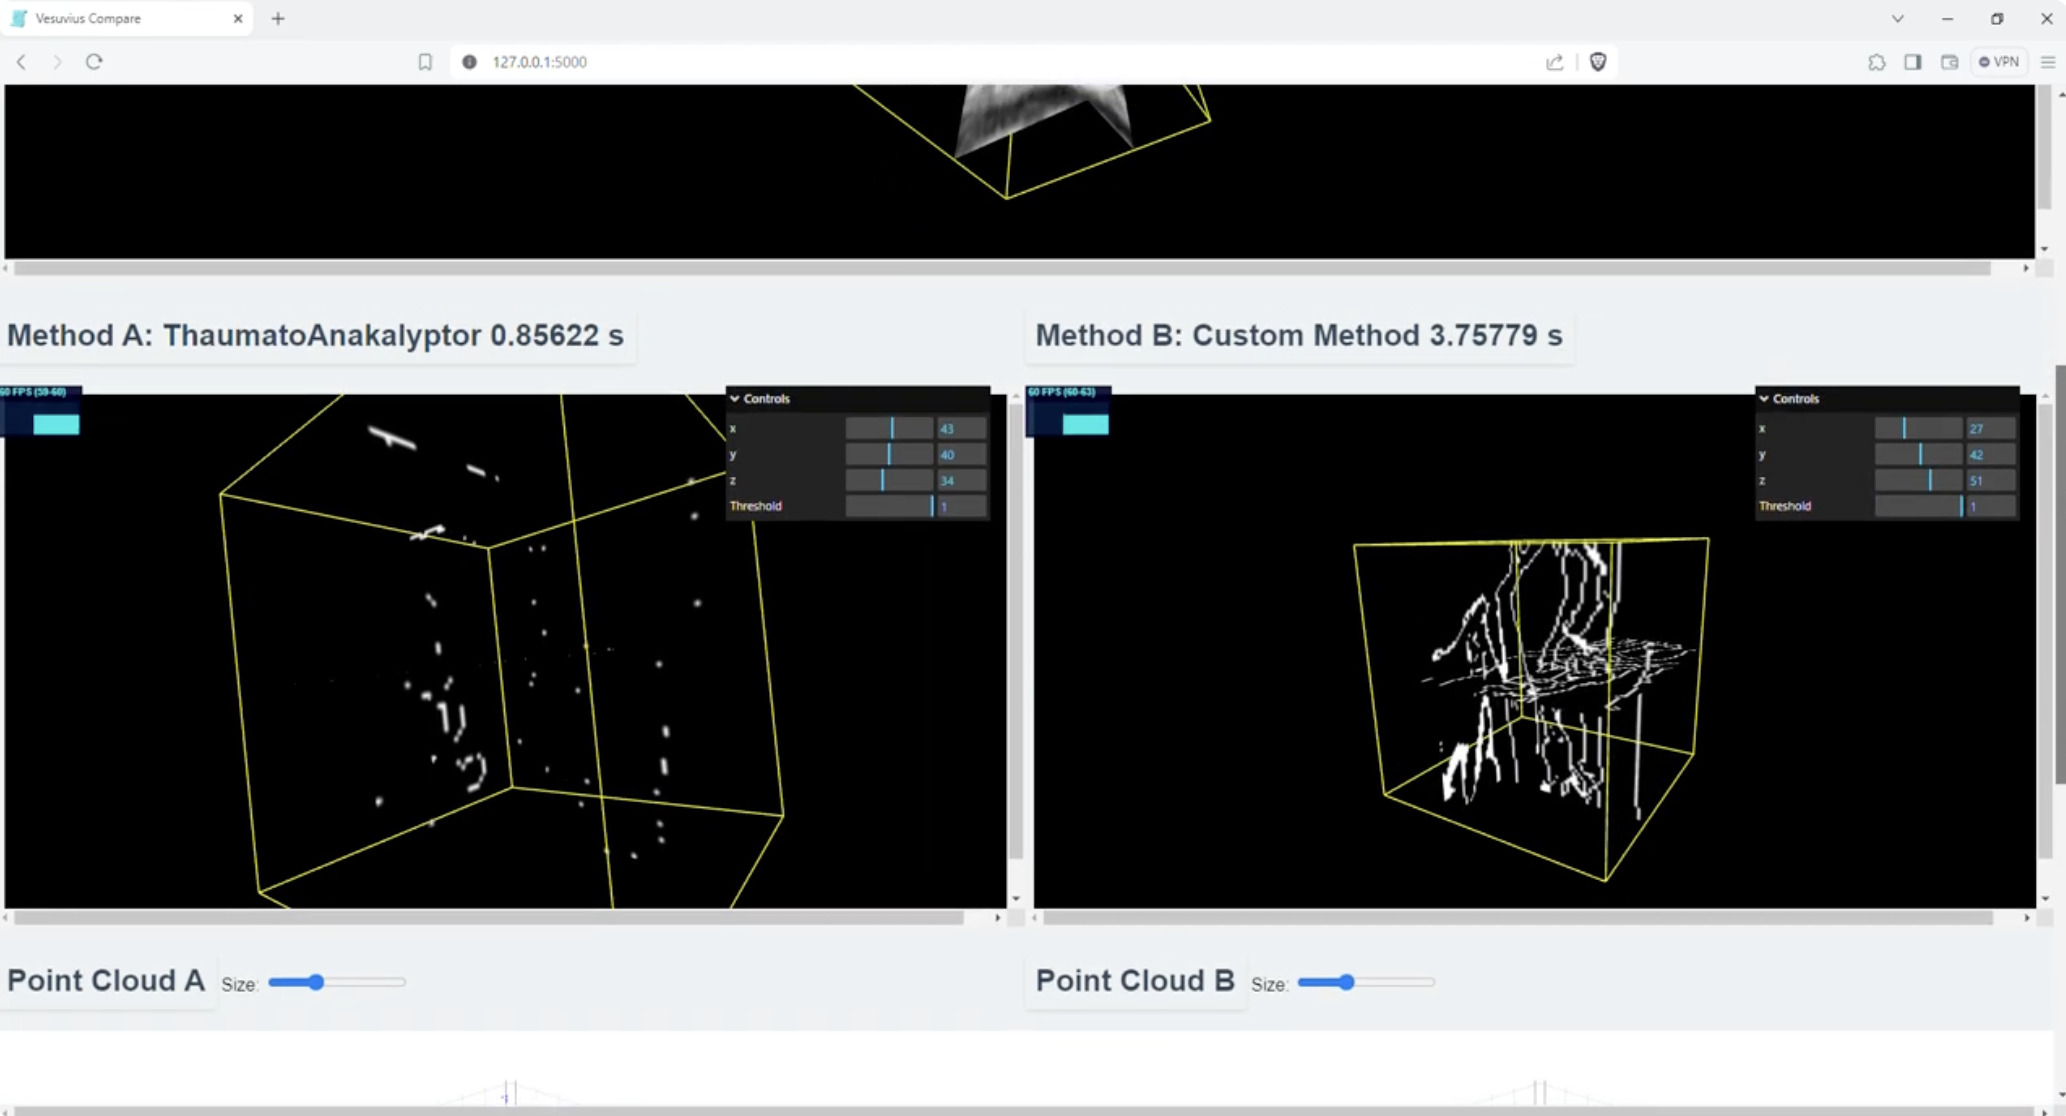 Vesuvius Compare
127.0.0.1:5000
VPN
Method A: ThaumatoAnakalyptor 0.85622 s
Method B: Custom Method 3.75779 s
60 FPS (59-60)
Controls
x 43
y 40
z 34
Threshold 1
60 FPS (60-63)
Controls
x 27
y 42
z 51
Threshold 1
Point Cloud A Size:
Point Cloud B Size: